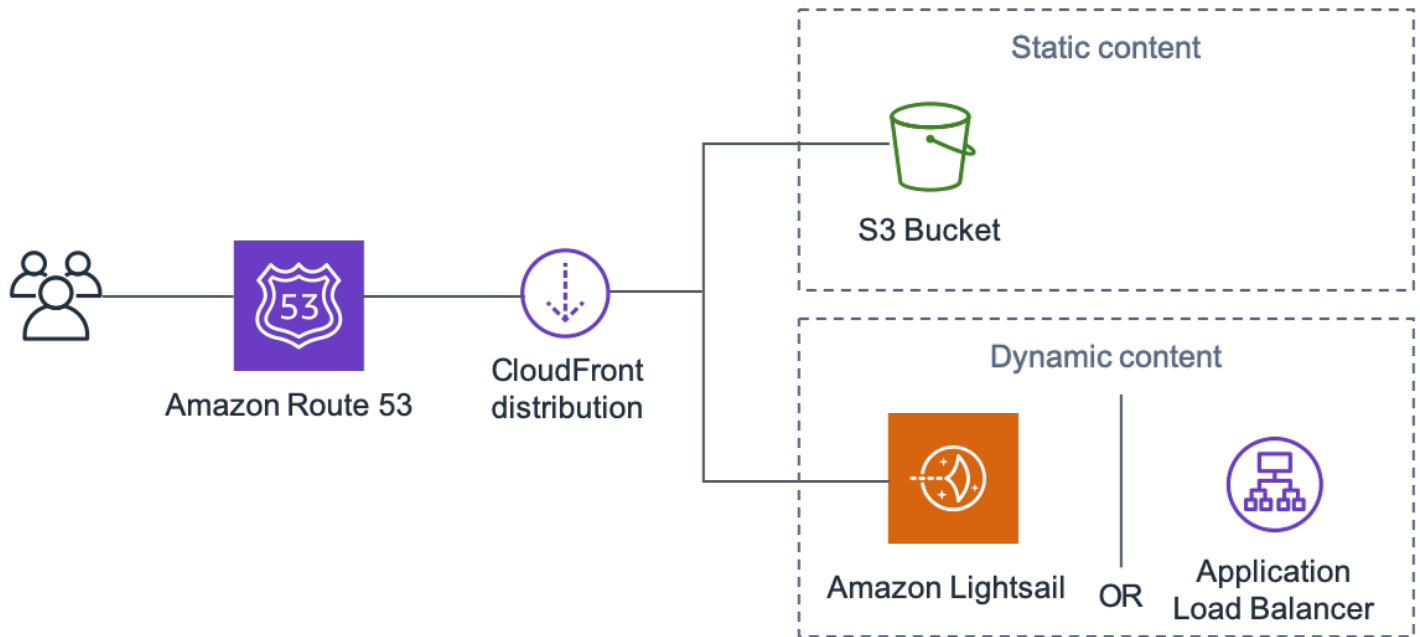 Static content
S3 Bucket
53
Amazon Route 53
CloudFront
distribution
Dynamic content
Amazon Lightsail
OR
Application
Load Balancer